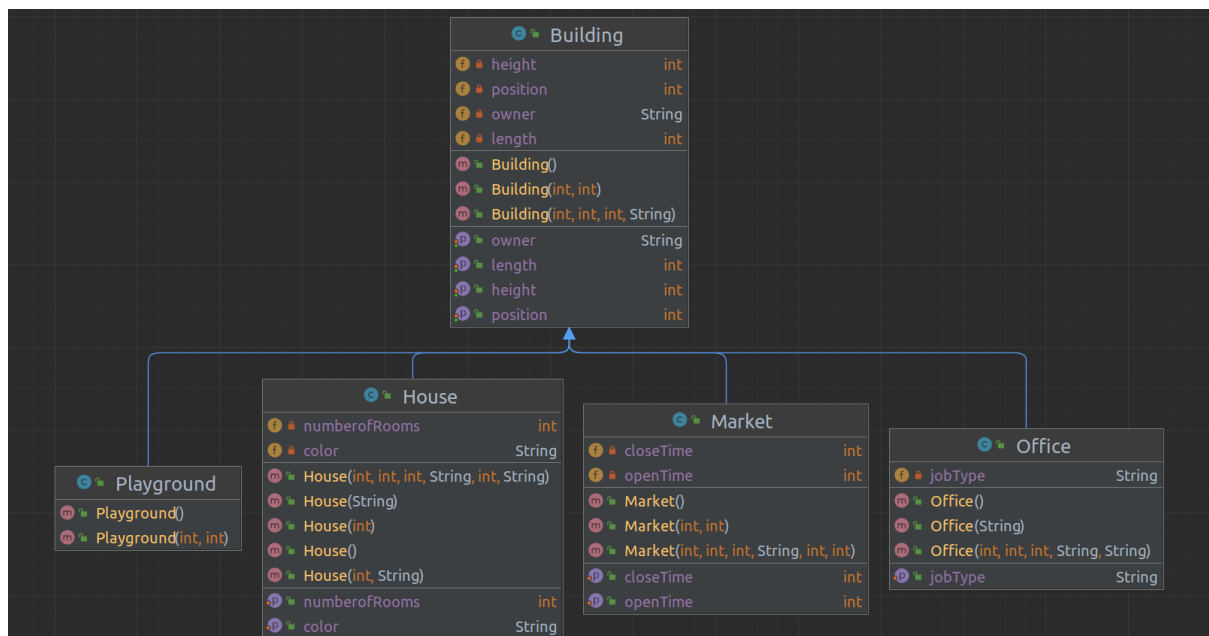 Building
height int
position int
owner String
length int
Building()
Building(int, int)
Building(int, int, int, String)
owner String
length int
height int
position int
Playground
Playground()
Playground(int, int)
House
numberofRooms int
color String
House(int, int, int, String, int, String)
House(String)
House(int)
House()
House(int, String)
numberofRooms int
color String
Market
closeTime int
openTime int
Market()
Market(int, int)
Market(int, int, int, String, int, int)
closeTime int
openTime int
Office
jobType String
Office()
Office(String)
Office(int, int, int, String, String)
jobType String